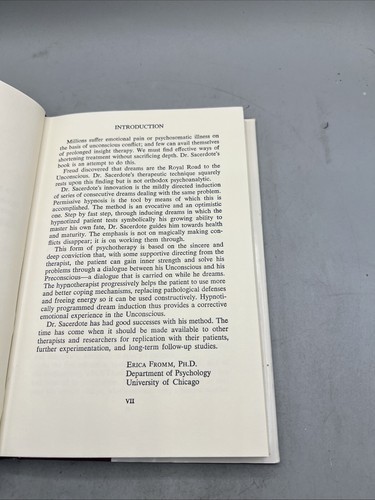 INTRODUCTION
Millions suffer emotional pain or psychosomatic illness on
the basis of unconscious conflict; and few can avail themselves
of prolonged insight therapy. We must find effective ways of
shortening treatment without sacrificing depth. Dr. Sacerdote's
book is an attempt to do this.
Freud discovered that dreams are the Royal Road to the
Unconscious. Dr. Sacerdote's therapeutic technique squarely
rests upon this finding but is not orthodox psychoanalytic.
Dr. Sacerdote's innovation is the mildly directed induction
of series of consecutive dreams dealing with the same problem.
Permissive hypnosis is the tool by means of which this is
accomplished. The method is an evocative and an optimistic
one. Step by step fast, through inducing dreams in which the
hypnotized patient tests symbolically his growing ability to
master his own fate, Dr. Sacerdote guides him towards health
and maturity. The emphasis is not on magically making con-
flicts disappear; it is on working them through.
This form of psychotherapy is based on the sincere and
deep conviction that, with some supportive directing from the
therapist, the patient can gain inner strength and solve his
problems through a dialogue between his Unconscious and his
Preconscious—a dialogue that is carried on while he dreams.
The hypnotherapist progressively helps the patient to use more
and better coping mechanisms, replacing pathological defenses
and freeing energy so it can be used constructively. Hypnoti-
cally programmed dream induction thus provides a corrective
emotional experience in the Unconscious.
Dr. Sacerdote has had good successes with his method. The
time has come when it should be made available to other
therapists and researchers for replication with their patients,
further experimentation, and long-term follow-up studies.
ERICA FROMM, PH.D.
Department of Psychology
University of Chicago
VII